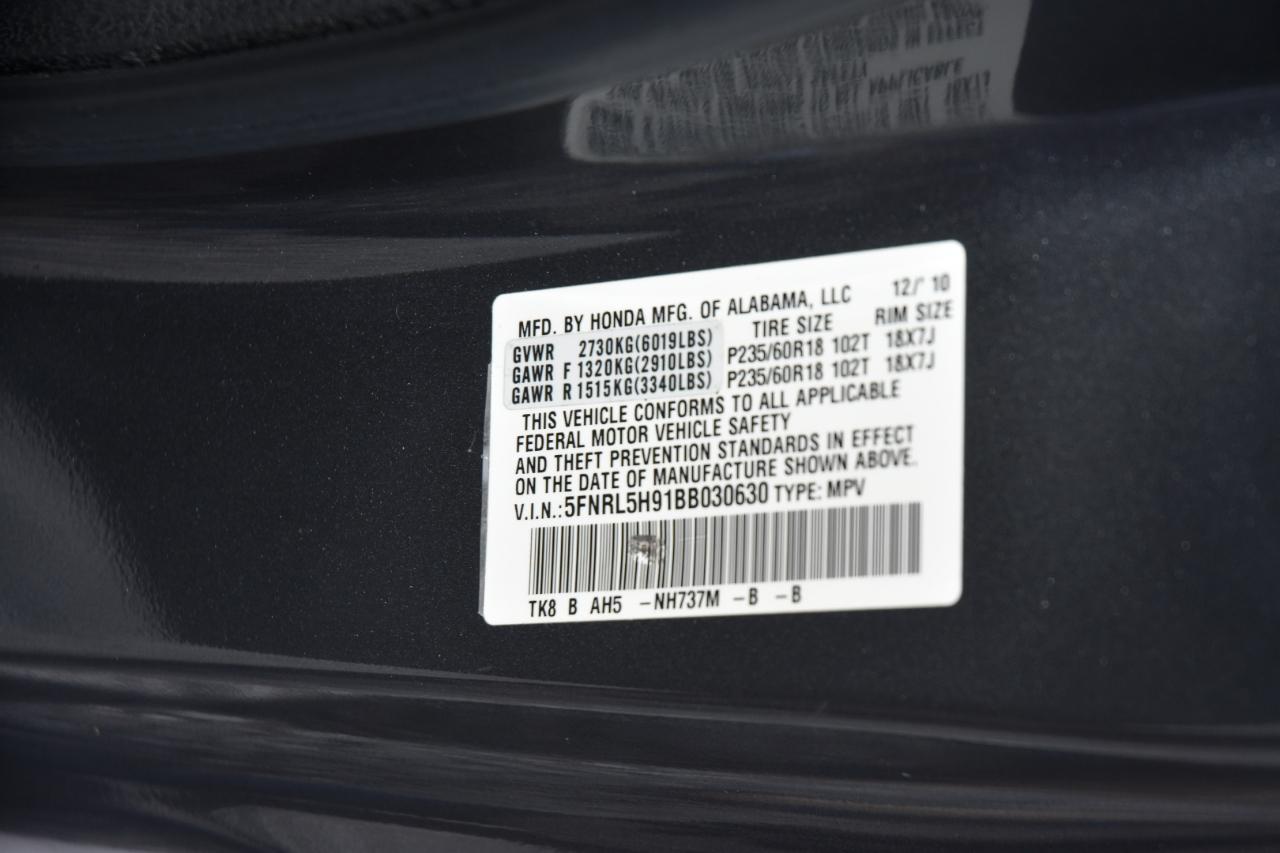 MFD. BY HONDA MFG. OF ALABAMA, LLC 12/' 10
TIRE SIZE RIM SIZE
GVWR 2730KG(6019LBS)
GAWR F 1320KG(2910LBS) P235/60R18 102T 18X7J
GAWR R 1515KG(3340LBS) P235/60R18 102T 18X7J
THIS VEHICLE CONFORMS TO ALL APPLICABLE
FEDERAL MOTOR VEHICLE SAFETY
AND THEFT PREVENTION STANDARDS IN EFFECT
ON THE DATE OF MANUFACTURE SHOWN ABOVE.
V.I.N.: 5FNRL5H91BB030630 TYPE: MPV
TK8 B AH5 -NH737M -B -B